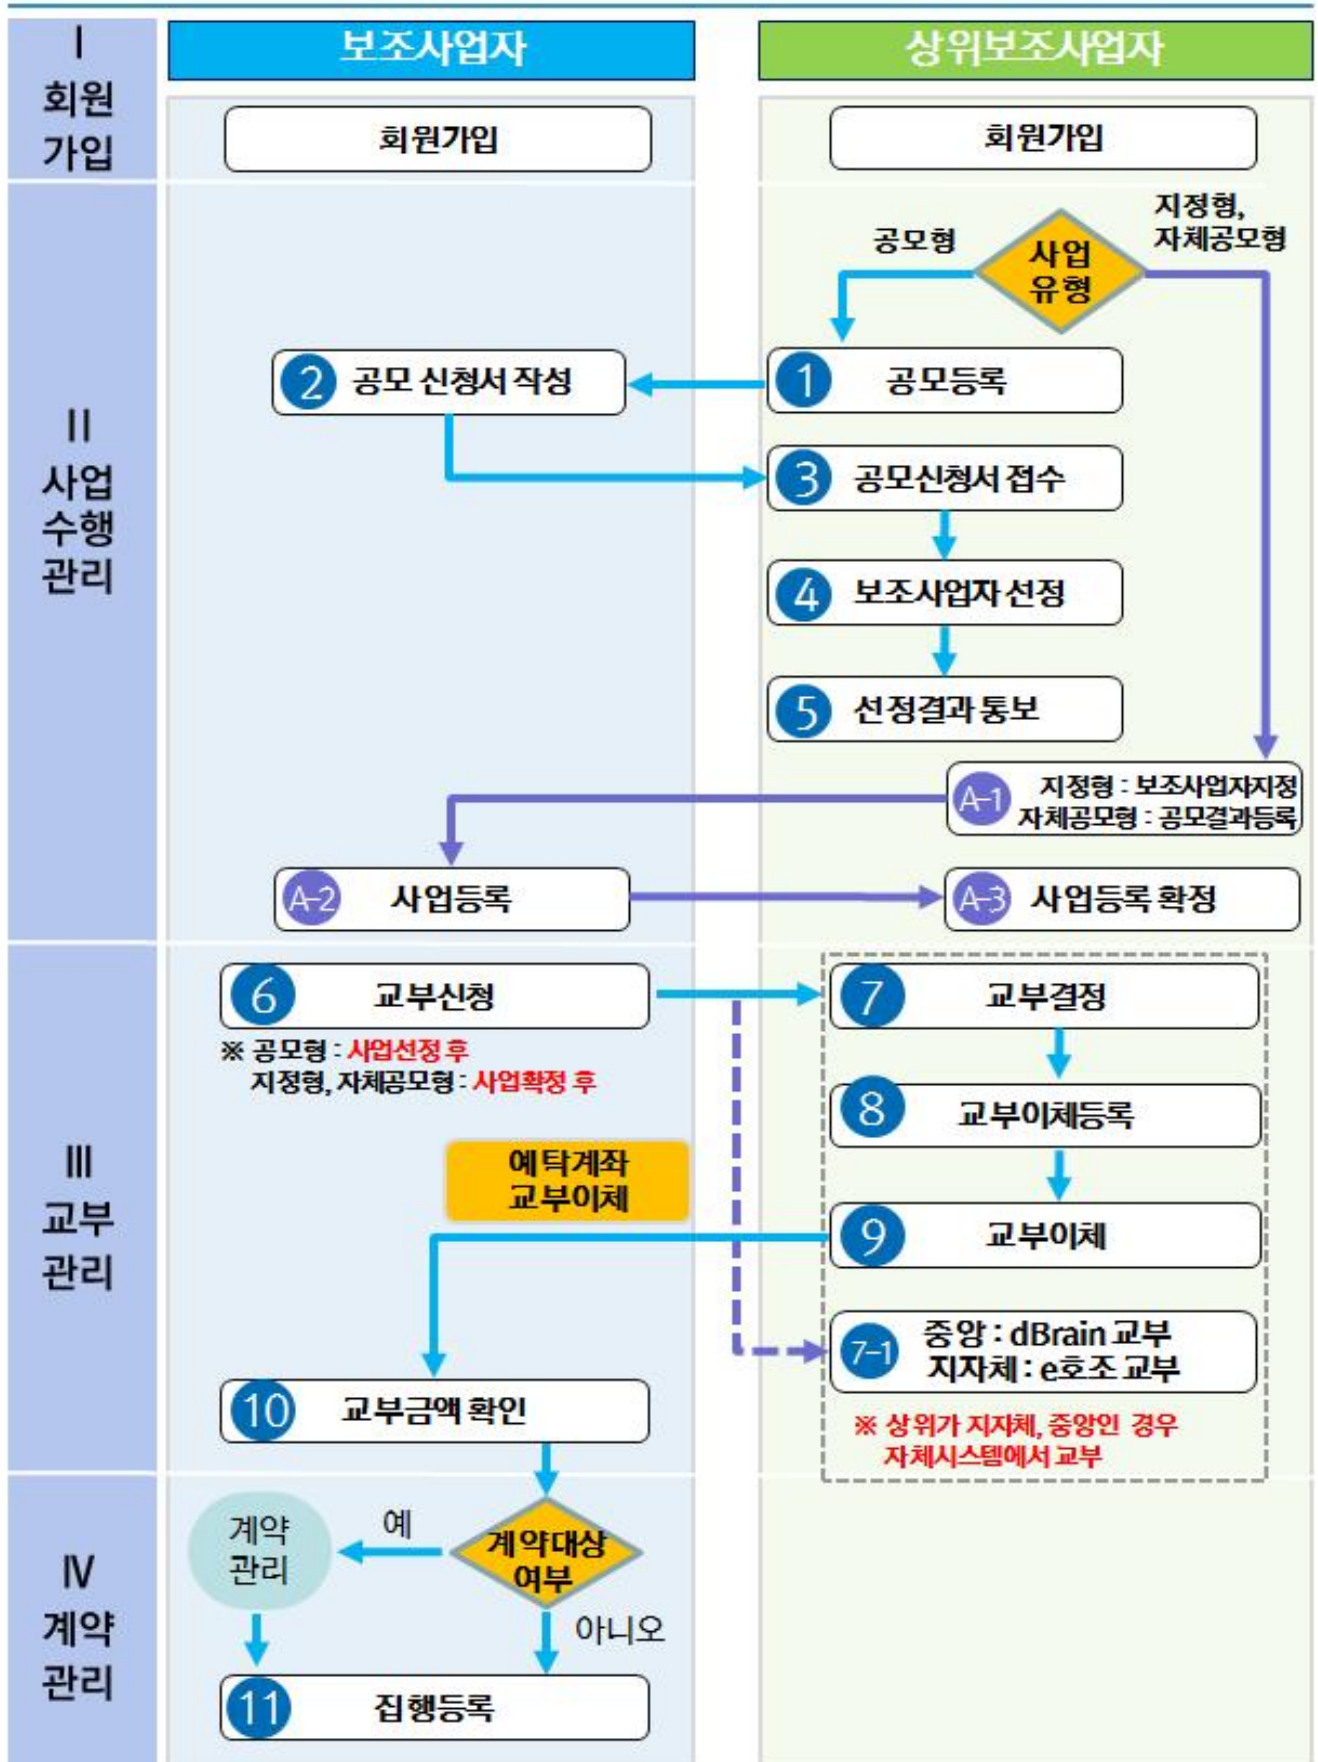 Ⅰ
회원
가입
보조사업자
상위보조사업자
회원가입
회원가입
Ⅱ
사업
수행
관리
공모형
사업
유형
지정형,
자체공모형
2 공모 신청서 작성
1 공모등록
3 공모신청서 접수
4 보조사업자 선정
5 선정결과 통보
A-1 지정형 : 보조사업자지정
자체공모형 : 공모결과등록
A-2 사업등록
A-3 사업등록 확정
Ⅲ
교부
관리
6 교부신청
7 교부결정
※ 공모형 : 사업선정 후
지정형, 자체공모형 : 사업확정 후
8 교부이체등록
예탁계좌
교부이체
9 교부이체
7-1 중앙 : dBrain 교부
지자체 : e호조 교부
10 교부금액 확인
※ 상위가 지자체, 중앙인 경우
자체시스템에서 교부
Ⅳ
계약
관리
계약
관리
예
계약대상
여부
아니오
11 집행등록